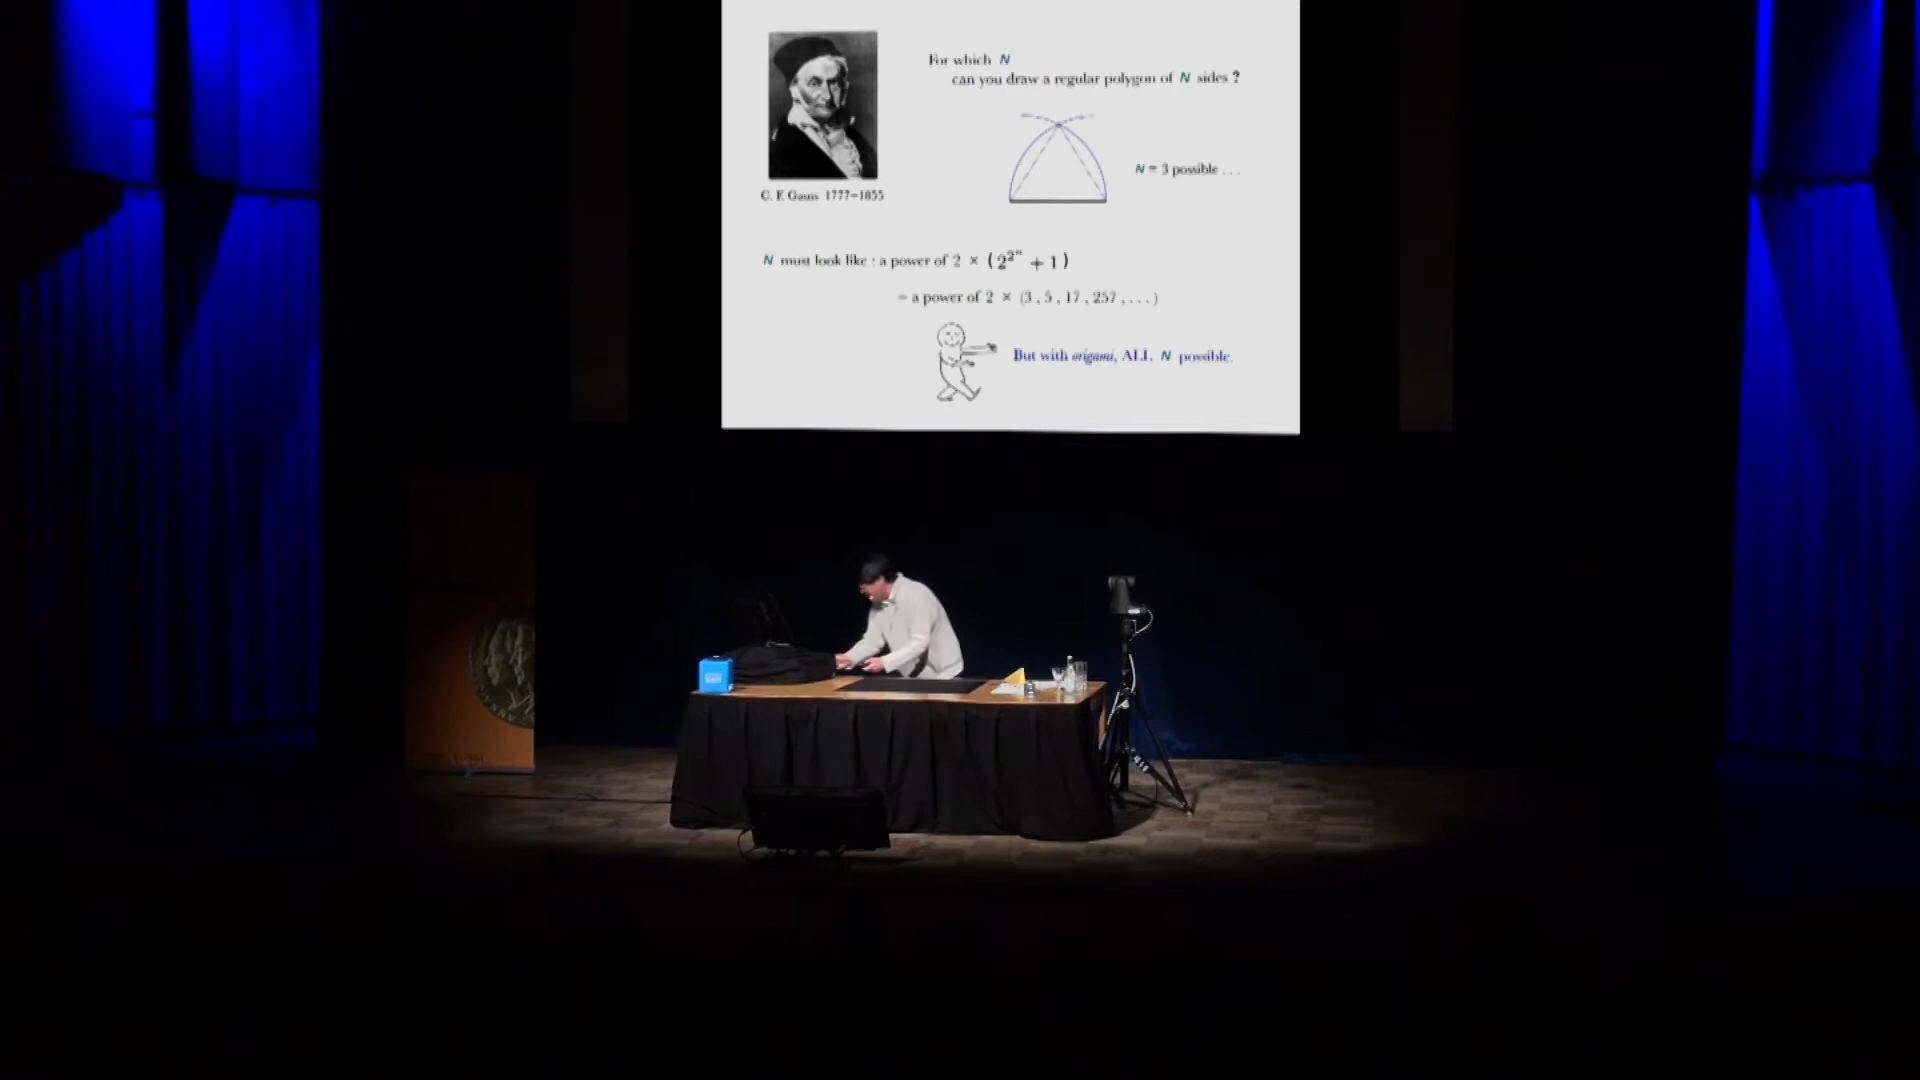 For which N
can you draw a regular polygon of N sides ?
N = 3 possible . . .
C. F. Gauss 1777–1855
N must look like : a power of 2 × ( 2^2^n + 1 )
= a power of 2 × (3 , 5 , 17 , 257 , . . . )
But with origami, ALL N possible.